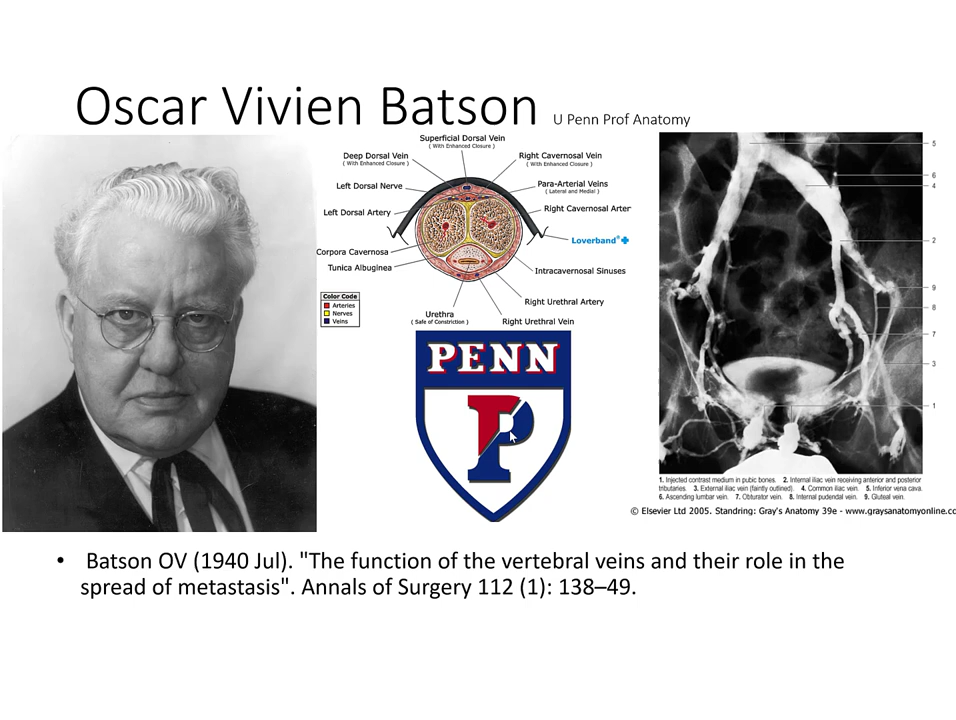 Oscar Vivien Batson U Penn Prof Anatomy
Superficial Dorsal Vein
( With Enhanced Closure )
Deep Dorsal Vein
( With Enhanced Closure )
Right Cavernosal Vein
( With Enhanced Closure )
Left Dorsal Nerve
Para-Arterial Veins
( Lateral and Medial )
Left Dorsal Artery
Right Cavernosal Arter
Loverband®
Corpora Cavernosa
Tunica Albuginea
Intracavernosal Sinuses
Color Code
Arteries
Nerves
Veins
Right Urethral Artery
Urethra
( Safe of Constriction )
Right Urethral Vein
PENN
P
5
6
4
2
9
8
7
3
1
1. Injected contrast medium in pubic bones. 2. Internal iliac vein receiving anterior and posterior
tributaries. 3. External iliac vein (faintly outlined). 4. Common iliac vein. 5. Inferior vena cava.
6. Ascending lumbar vein. 7. Obturator vein. 8. Internal pudendal vein. 9. Gluteal vein.
© Elsevier Ltd 2005. Standring: Gray's Anatomy 39e - www.graysanatomyonline.cc
• Batson OV (1940 Jul). "The function of the vertebral veins and their role in the
spread of metastasis". Annals of Surgery 112 (1): 138–49.